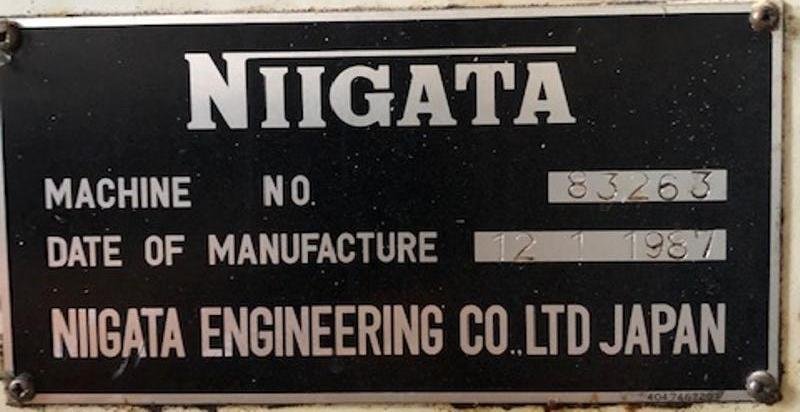 NIIGATA
MACHINE NO. 83263
DATE OF MANUFACTURE 12 1 1987
NIIGATA ENGINEERING CO.,LTD JAPAN